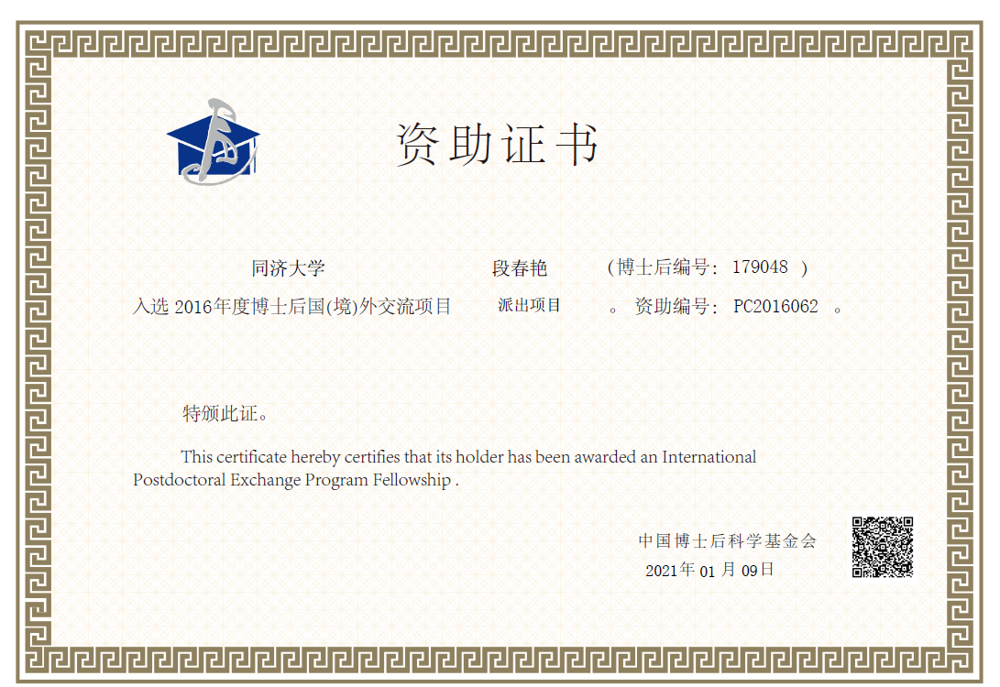 资助证书
同济大学 段春艳 (博士后编号: 179048 )
入选 2016年度博士后国(境)外交流项目 派出项目 。 资助编号: PC2016062 。
特颁此证。
This certificate hereby certifies that its holder has been awarded an International
Postdoctoral Exchange Program Fellowship .
中国博士后科学基金会
2021年 01 月 09日